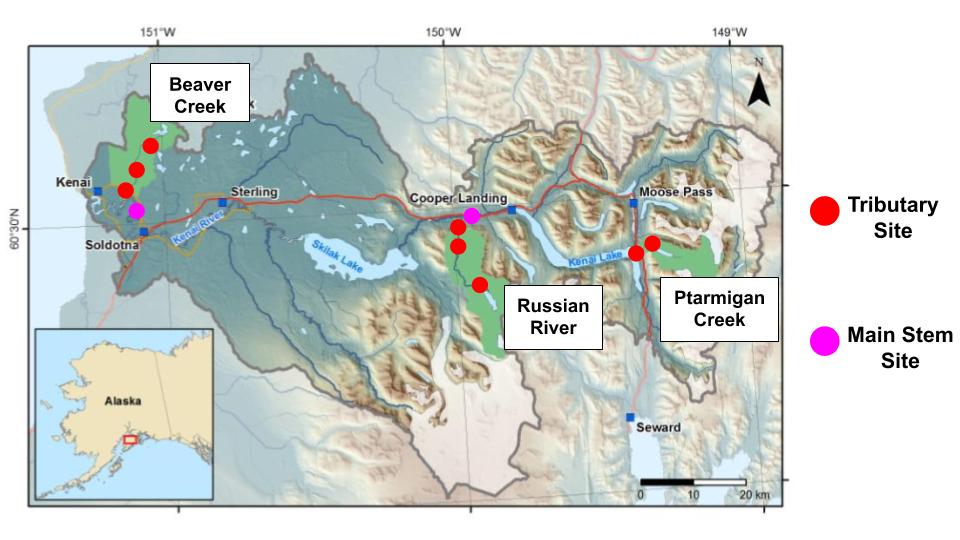 151°W
150°W
149°W
N
Beaver
Creek
k
Kenai
Sterling
Cooper Landing
Moose Pass
60°30'N
Soldotna
Kenai River
Skilak Lake
Kenai Lake
Russian
River
Ptarmigan
Creek
Alaska
Seward
0
10
20 km
Tributary
Site
Main Stem
Site